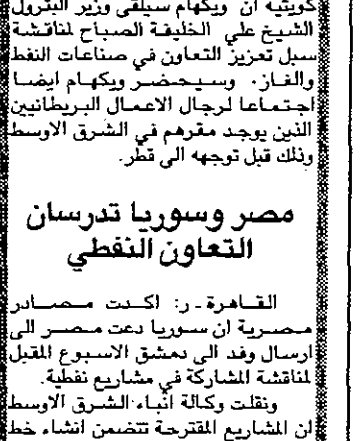 كويتية ان ويكهام سيلقى وزير البترول
الشيخ علي الخليفة الصباح لمناقشة
سبل تعزيز التعاون في صناعات النفط
والغاز. وسيحضر ويكهام ايضا
اجتماعا لرجال الاعمال البريطانيين
الذين يوجد مقرهم في الشرق الاوسط
وذلك قبل توجهه الى قطر.
مصر وسوريا تدرسان
التعاون النفطي
القاهرة ـ ر: اكدت مصادر
مصرية ان سوريا دعت مصر الى
ارسال وفد الى دمشق الاسبوع المقبل
لمناقشة المشاركة في مشاريع نفطية.
ونقلت وكالة انباء الشرق الاوسط
ان المشاريع المقترحة تتضمن انشاء خط